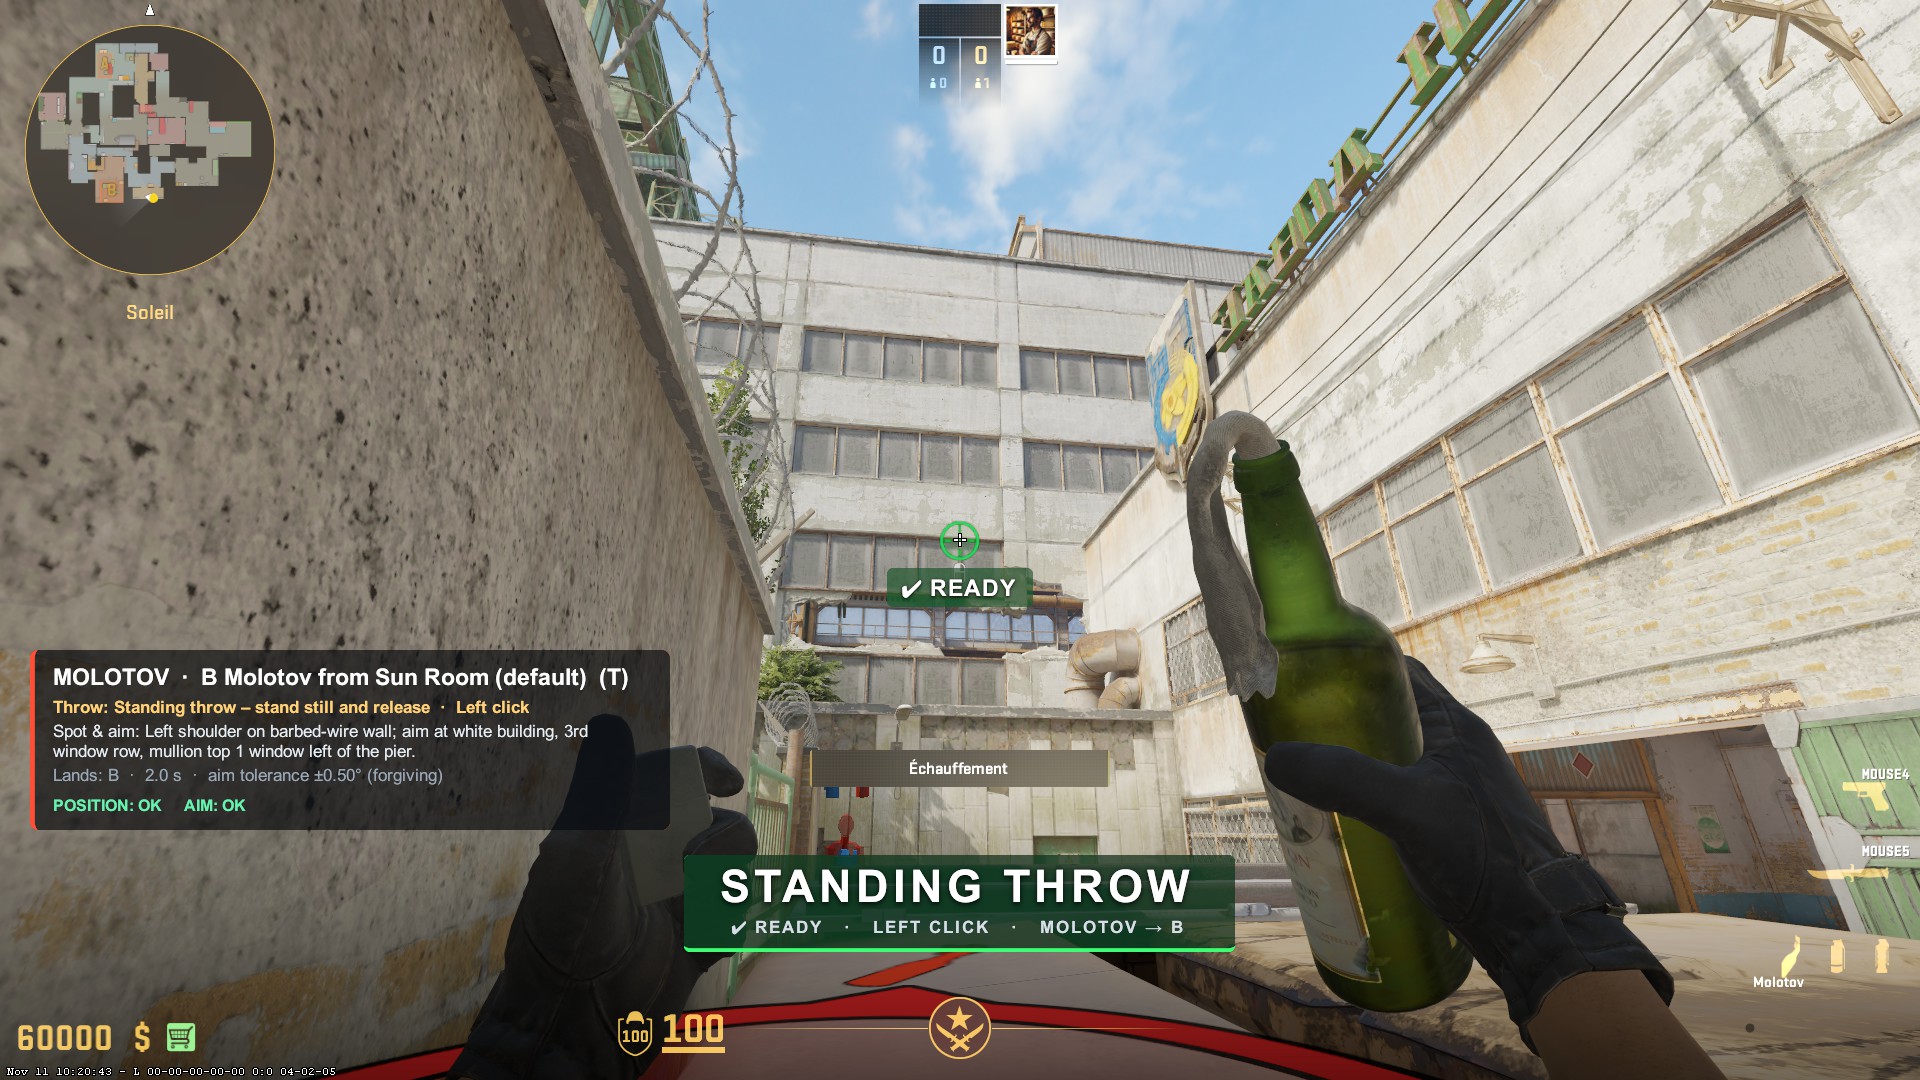 A
B
Soleil
0
0
0
1
✔ READY
MOLOTOV · B Molotov from Sun Room (default) (T)
Throw: Standing throw – stand still and release · Left click
Spot & aim: Left shoulder on barbed-wire wall; aim at white building, 3rd
window row, mullion top 1 window left of the pier.
Lands: B · 2.0 s · aim tolerance ±0.50° (forgiving)
POSITION: OK AIM: OK
Échauffement
MOUSE4
MOUSE5
STANDING THROW
✔ READY · LEFT CLICK · MOLOTOV → B
Molotov
60000 $
100
100
Nov 11 10:20:43 - L 00-00-00-00-00 0:0 04-02-05